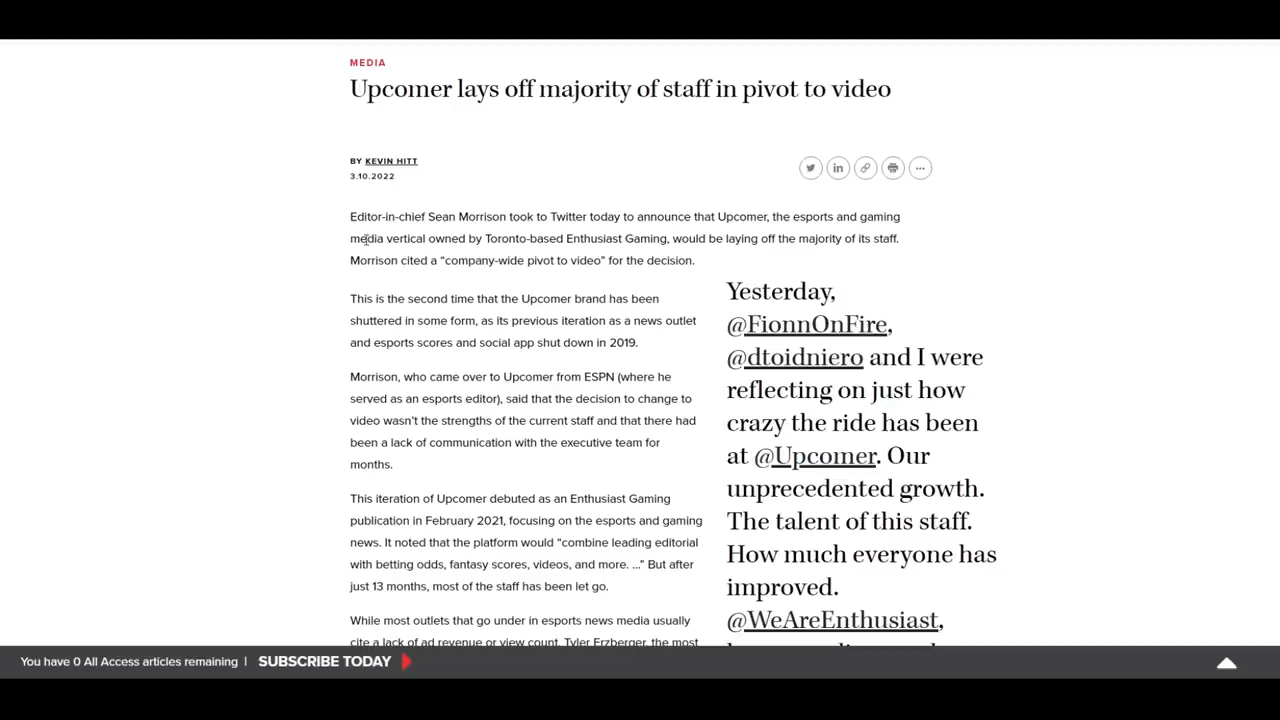 MEDIA
Upcomer lays off majority of staff in pivot to video
BY KEVIN HITT
3.10.2022
Editor-in-chief Sean Morrison took to Twitter today to announce that Upcomer, the esports and gaming
media vertical owned by Toronto-based Enthusiast Gaming, would be laying off the majority of its staff.
Morrison cited a “company-wide pivot to video” for the decision.
This is the second time that the Upcomer brand has been
shuttered in some form, as its previous iteration as a news outlet
and esports scores and social app shut down in 2019.
Morrison, who came over to Upcomer from ESPN (where he
served as an esports editor), said that the decision to change to
video wasn’t the strengths of the current staff and that there had
been a lack of communication with the executive team for
months.
This iteration of Upcomer debuted as an Enthusiast Gaming
publication in February 2021, focusing on the esports and gaming
news. It noted that the platform would “combine leading editorial
with betting odds, fantasy scores, videos, and more. ...” But after
just 13 months, most of the staff has been let go.
While most outlets that go under in esports news media usually
cite a lack of ad revenue or view count, Tyler Erzberger, the most
Yesterday,
@FionnOnFire,
@dtoidniero and I were
reflecting on just how
crazy the ride has been
at @Upcomer. Our
unprecedented growth.
The talent of this staff.
How much everyone has
improved.
@WeAreEnthusiast,
You have 0 All Access articles remaining |
SUBSCRIBE TODAY